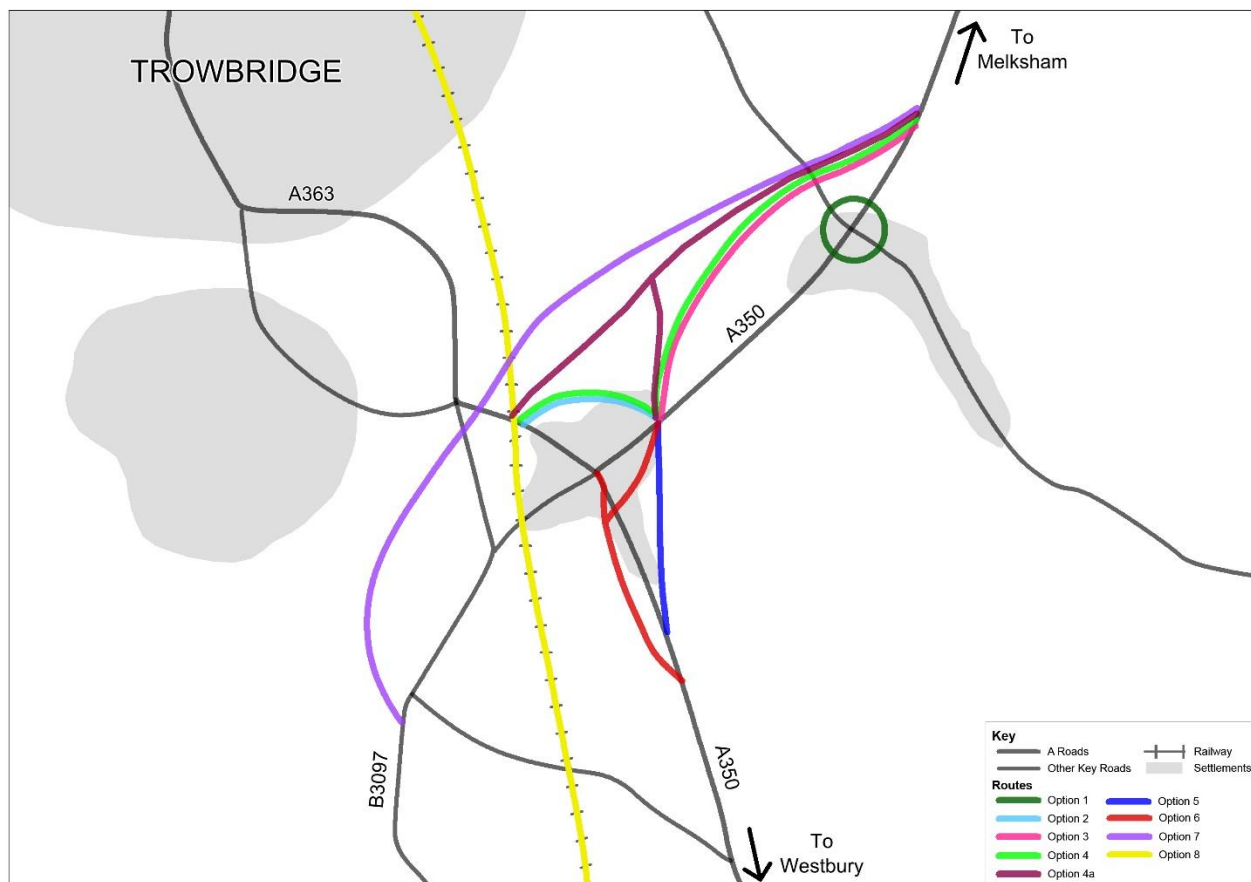 To
Melksham
TROWBRIDGE
A363
A350
B3097
A350
To
Westbury
Key
A Roads
Railway
Other Key Roads
Settlements
Routes
Option 1
Option 5
Option 2
Option 6
Option 3
Option 7
Option 4
Option 8
Option 4a